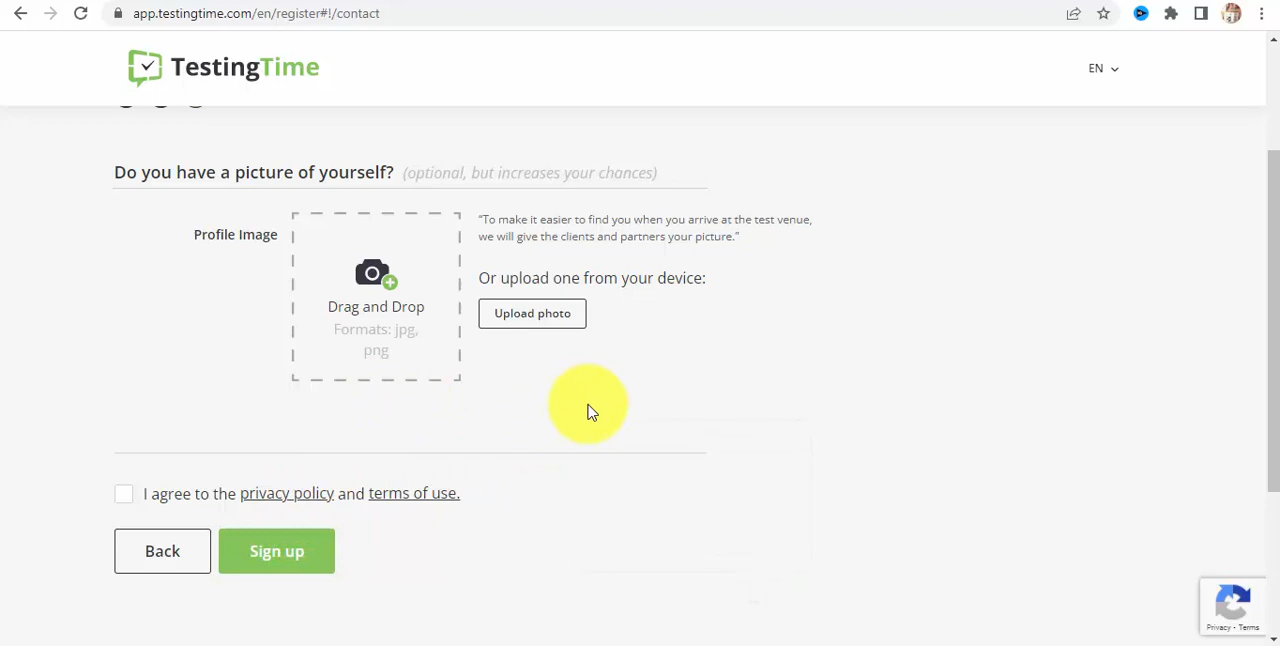 app.testingtime.com/en/register#!/contact
TestingTime
EN
Do you have a picture of yourself? (optional, but increases your chances)
Profile Image
"To make it easier to find you when you arrive at the test venue,
we will give the clients and partners your picture."
Or upload one from your device:
Upload photo
Drag and Drop
Formats: jpg,
png
I agree to the privacy policy and terms of use.
Back
Sign up
Privacy - Terms